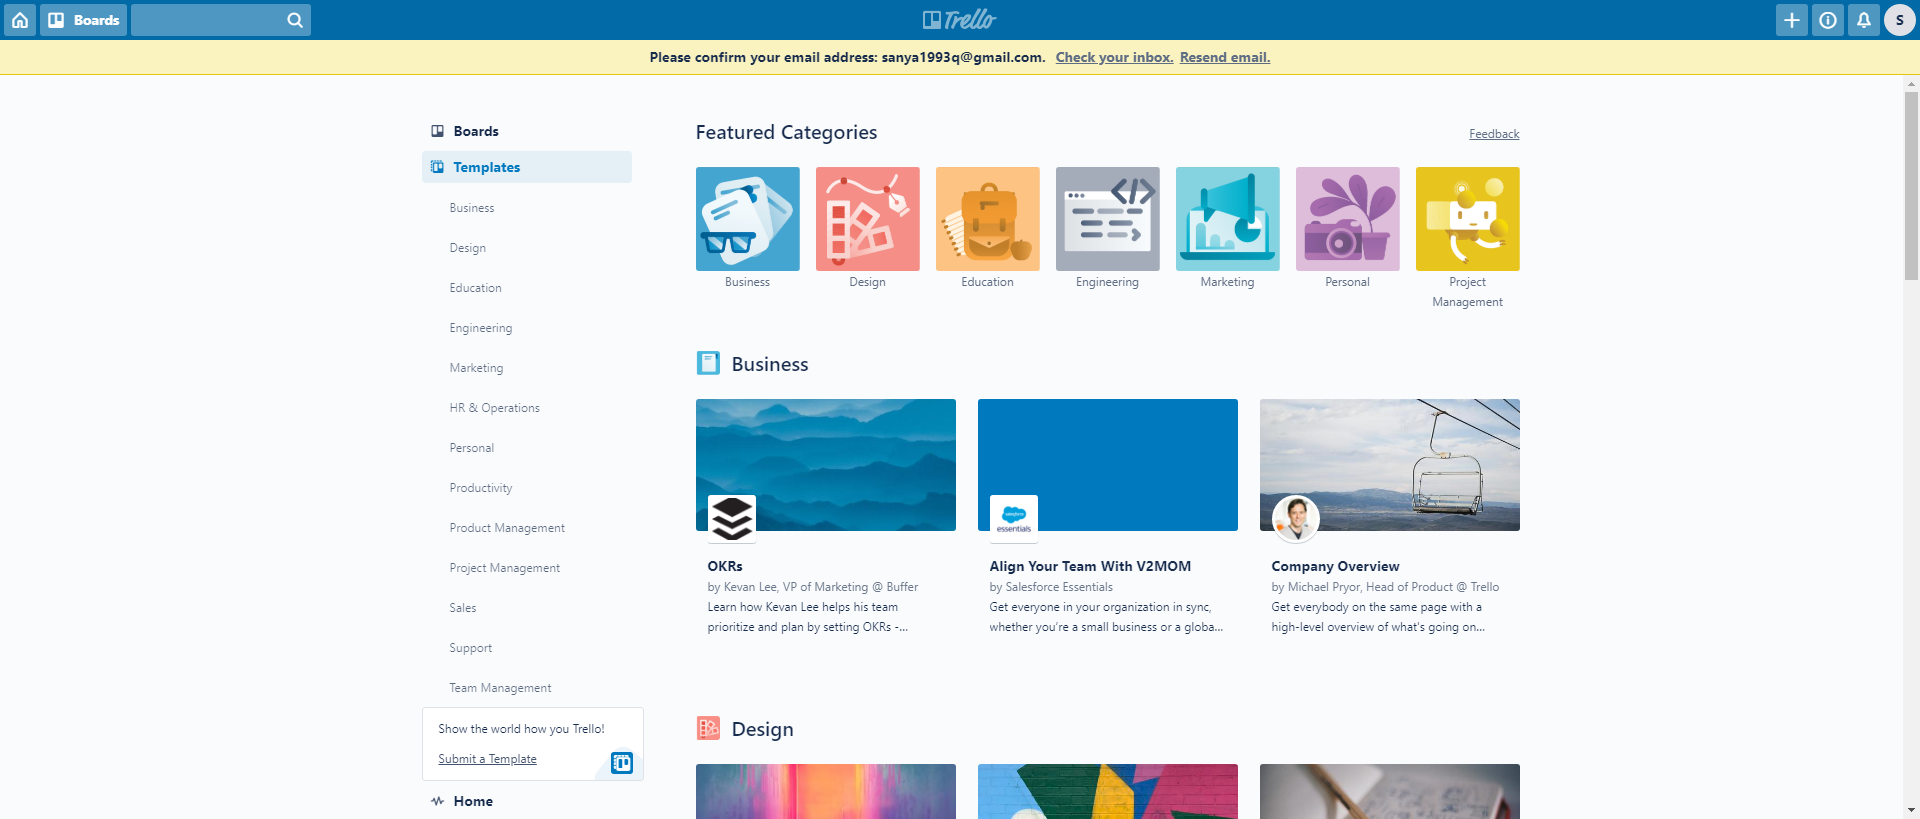 Boards
Trello
S
Please confirm your email address: sanya1993q@gmail.com. Check your inbox. Resend email.
Boards
Templates
Business
Design
Education
Engineering
Marketing
HR & Operations
Personal
Productivity
Product Management
Project Management
Sales
Support
Team Management
Show the world how you Trello!
Submit a Template
Home
Featured Categories
Feedback
Business
Design
Education
Engineering
Marketing
Personal
Project
Management
Business
salesforce
essentials
OKRs
by Kevan Lee, VP of Marketing @ Buffer
Learn how Kevan Lee helps his team
prioritize and plan by setting OKRs -...
Align Your Team With V2MOM
by Salesforce Essentials
Get everyone in your organization in sync,
whether you're a small business or a globa...
Company Overview
by Michael Pryor, Head of Product @ Trello
Get everybody on the same page with a
high-level overview of what's going on...
Design